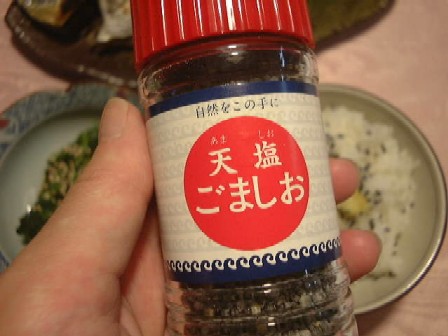 自然をこの手に
あま しお
天塩
ごましお